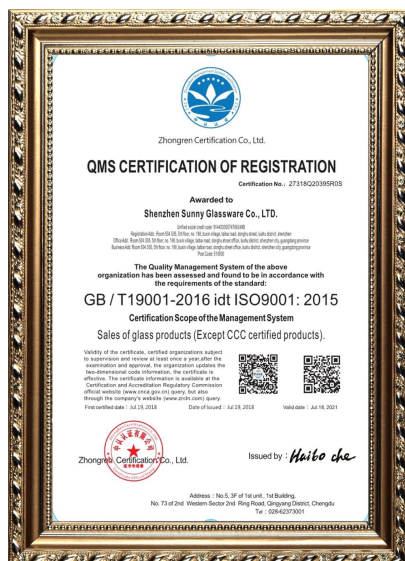 Zhongren Certification Co., Ltd.
QMS CERTIFICATION OF REGISTRATION
Certification No.: 27318Q20395R0S
Awarded to
Shenzhen Sunny Glassware Co., LTD.
The Quality Management System of the above
organization has been assessed and found to be in accordance with
the requirements of the standard:
GB / T19001-2016 idt ISO9001: 2015
Certification Scope of the Management System
Sales of glass products (Except CCC certified products).
Validity of the certificate, certified organizations subject
to supervision and review at least once a year,after the
examination and approval, the organization updates the
two-dimensional code information, the certificate is
effective. The certificate information is available at the
Certification and Accreditation Regulatory Commission
official website (www.cnca.gov.cn) query, but also
through the company's website (www.zrcln.com) query.
First certified date : Jul.19, 2018 Date of Issued : Jul.19, 2018 Valid date : Jul.18, 2021
Zhongren Certification Co., Ltd.
Issued by : Haibo che
Address : No.5, 3F of 1st unit , 1st Building,
No. 73 of 2nd Western Sector 2nd Ring Road, Qingyang District, Chengdu
Tel : 028-62373001